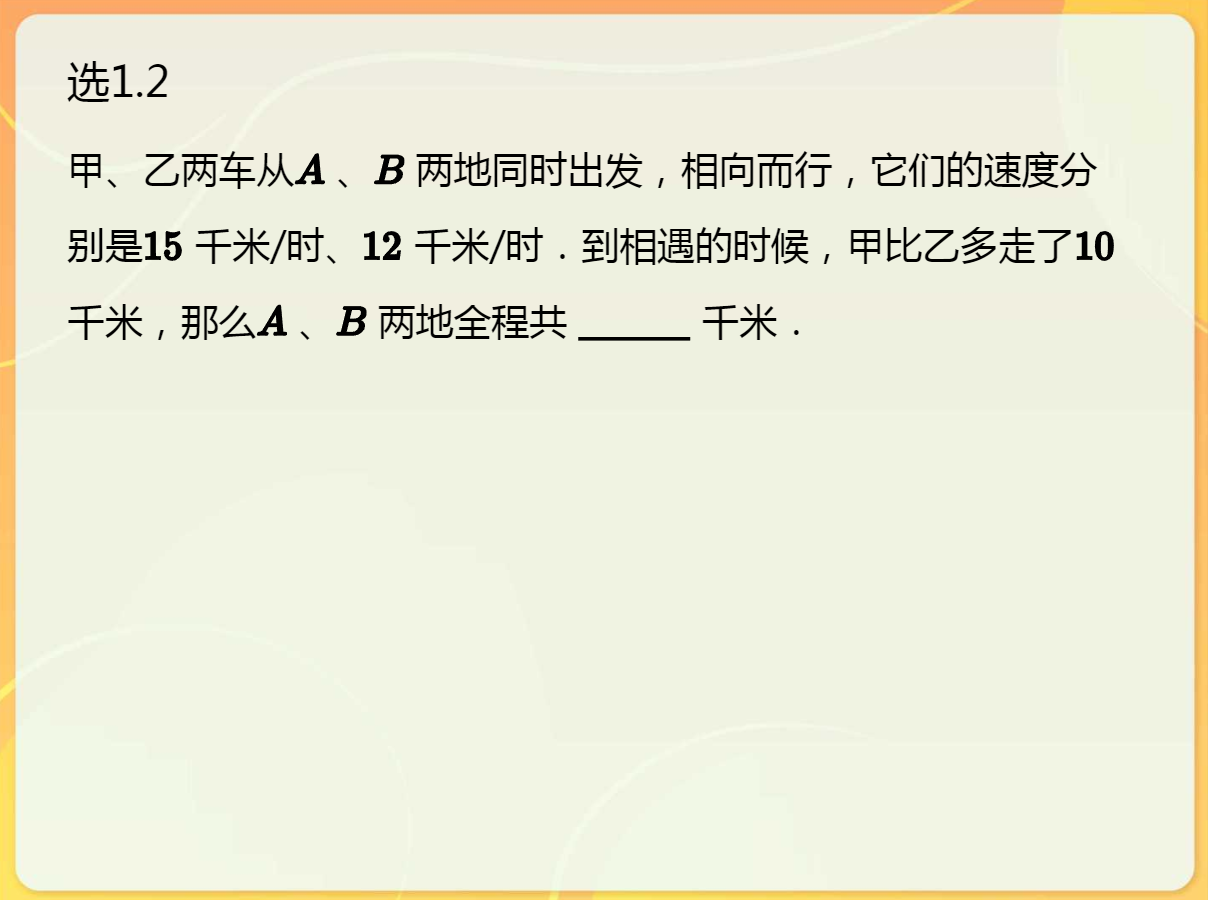 选1.2
甲、乙两车从A 、B 两地同时出发，相向而行，它们的速度分
别是15 千米/时、12 千米/时．到相遇的时候，甲比乙多走了10
千米，那么A 、B 两地全程共 ______ 千米．